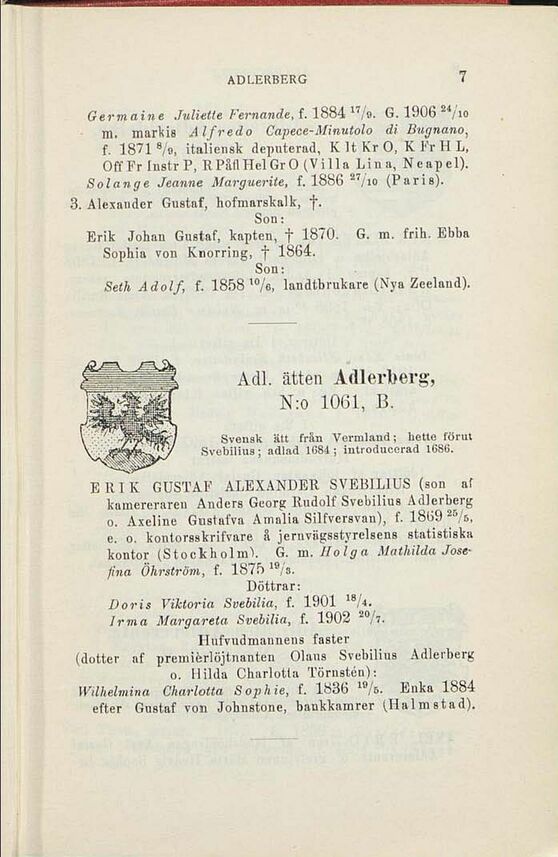 ADLERBERG 7
Germaine Juliette Fernande, f. 1884 17/9. G. 1906 24/10
m. markis Alfredo Capece-Minutolo di Bugnano,
f. 1871 8/9, italiensk deputerad, K It Kr O, K Fr H L,
Off Fr Instr P, R Påfl Hel Gr O (Villa Lina, Neapel).
Solange Jeanne Marguerite, f. 1886 27/10 (Paris).
3. Alexander Gustaf, hofmarskalk, †.
Son:
Erik Johan Gustaf, kapten, † 1870. G. m. frih. Ebba
Sophia von Knorring, † 1864.
Son:
Seth Adolf, f. 1858 10/6, landtbrukare (Nya Zeeland).
Adl. ätten Adlerberg,
N:o 1061, B.
Svensk ätt från Vermland; hette förut
Svebilius; adlad 1684; introducerad 1686.
ERIK GUSTAF ALEXANDER SVEBILIUS (son af
kamereraren Anders Georg Rudolf Svebilius Adlerberg
o. Axeline Gustafva Amalia Silfversvan), f. 1869 25/5,
e. o. kontorsskrifvare å jernvägsstyrelsens statistiska
kontor (Stockholm). G. m. Holga Mathilda Jose-
fina Öhrström, f. 1875 19/3.
Döttrar:
Doris Viktoria Svebilia, f. 1901 18/4.
Irma Margareta Svebilia, f. 1902 20/7.
Hufvudmannens faster
(dotter af premièrlöjtnanten Olaus Svebilius Adlerberg
o. Hilda Charlotta Törnstén):
Wilhelmina Charlotta Sophie, f. 1836 19/5. Enka 1884
efter Gustaf von Johnstone, bankkamrer (Halmstad).